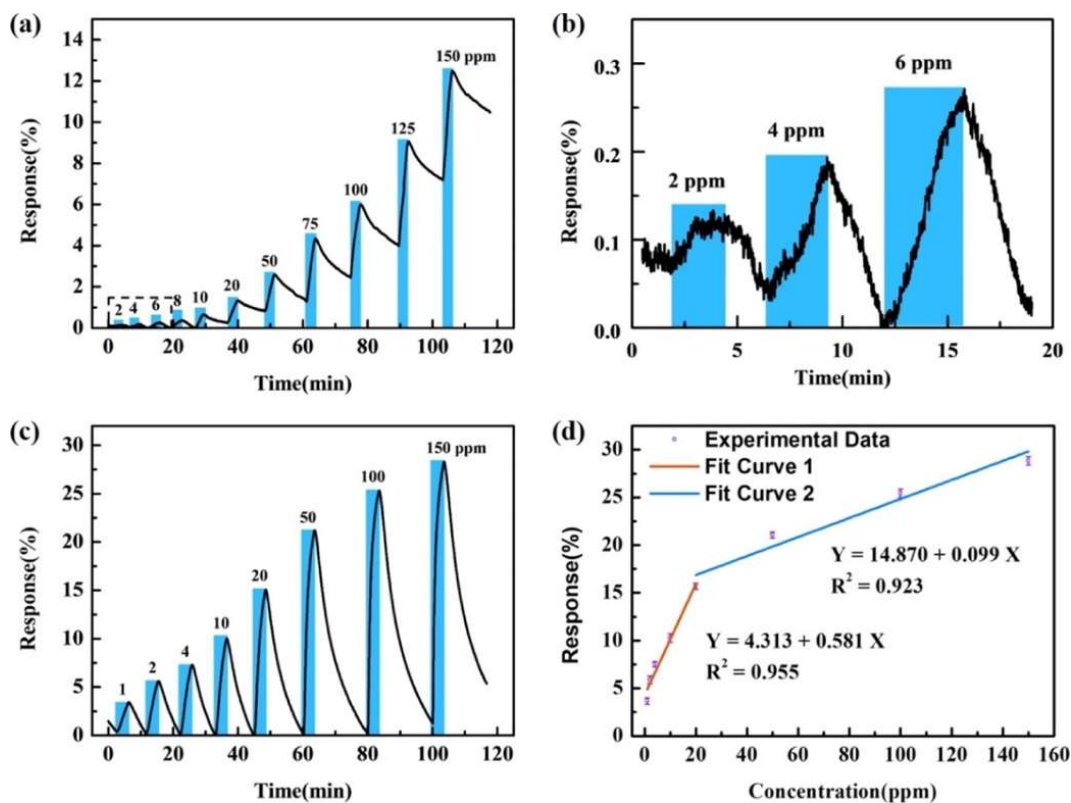 (a)
14
12
10
8
6
4
2
0
Response(%)
2
4
6
8
10
20
50
75
100
125
150 ppm
0
20
40
60
80
100
120
Time(min)
(b)
0.3
0.2
0.1
0.0
Response(%)
2 ppm
4 ppm
6 ppm
0
5
10
15
20
Time(min)
(c)
30
25
20
15
10
5
0
Response(%)
1
2
4
10
20
50
100
150 ppm
0
20
40
60
80
100
120
Time(min)
(d)
30
25
20
15
10
5
0
Response(%)
Experimental Data
Fit Curve 1
Fit Curve 2
Y = 14.870 + 0.099 X
R² = 0.923
Y = 4.313 + 0.581 X
R² = 0.955
0
20
40
60
80
100
120
140
160
Concentration(ppm)